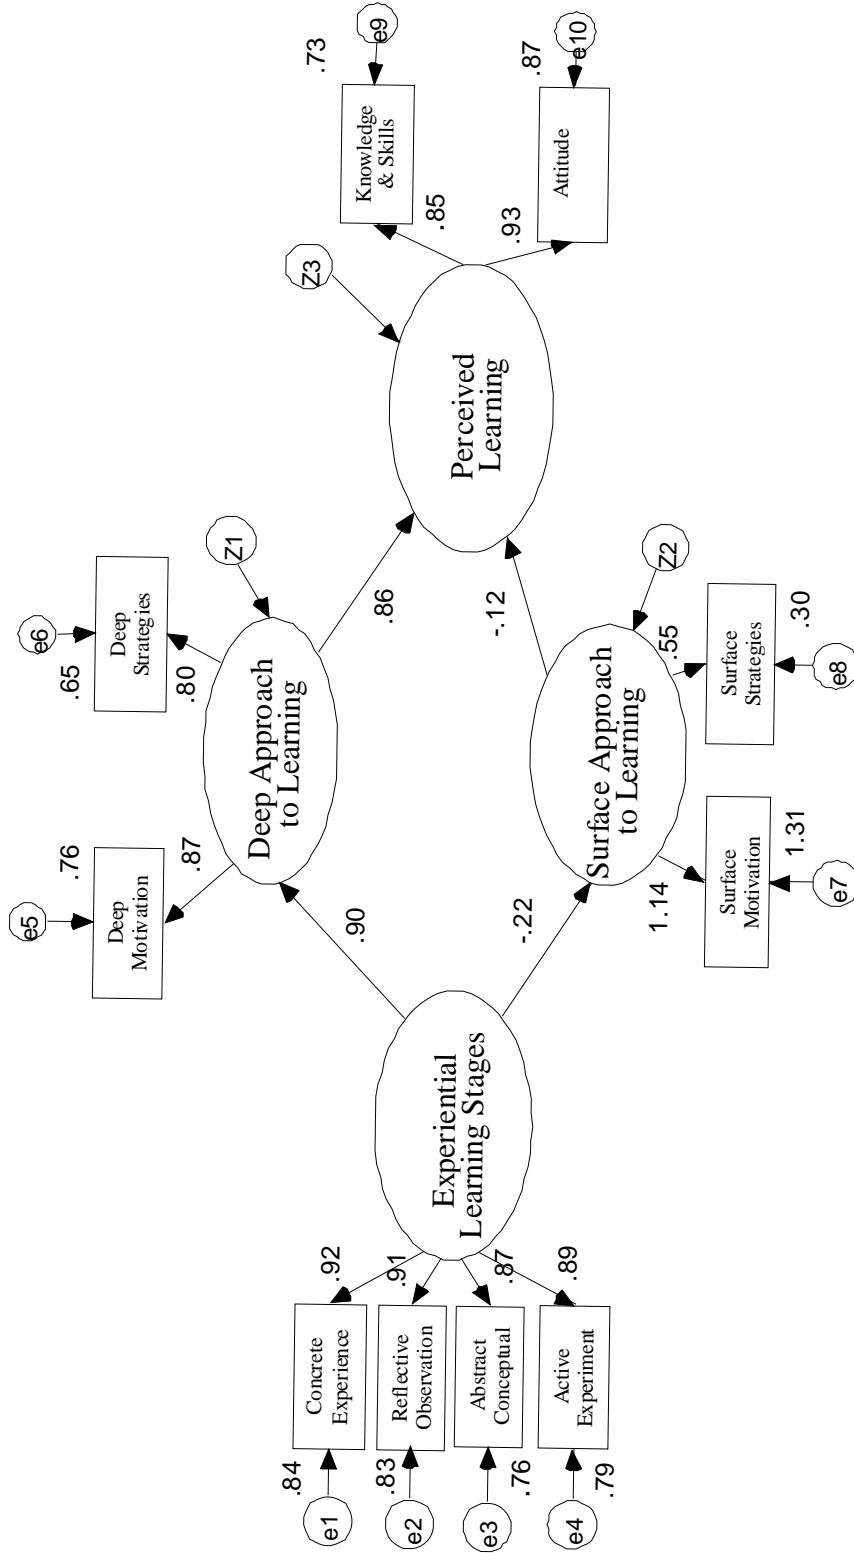 e1
.84
Concrete
Experience
.92
e2
.83
Reflective
Observation
.91
e3
.76
Abstract
Conceptual
.87
e4
.79
Active
Experiment
.89
Experiential
Learning Stages
.90
-.22
e5
.76
Deep
Motivation
.87
e6
.65
Deep
Strategies
.80
Z1
Deep Approach
to Learning
.86
Surface Approach
to Learning
Z2
-.12
1.14
Surface
Motivation
1.31
e7
.55
Surface
Strategies
.30
e8
Z3
Perceived
Learning
.85
Knowledge
& Skills
.73
e9
.93
Attitude
.87
e10